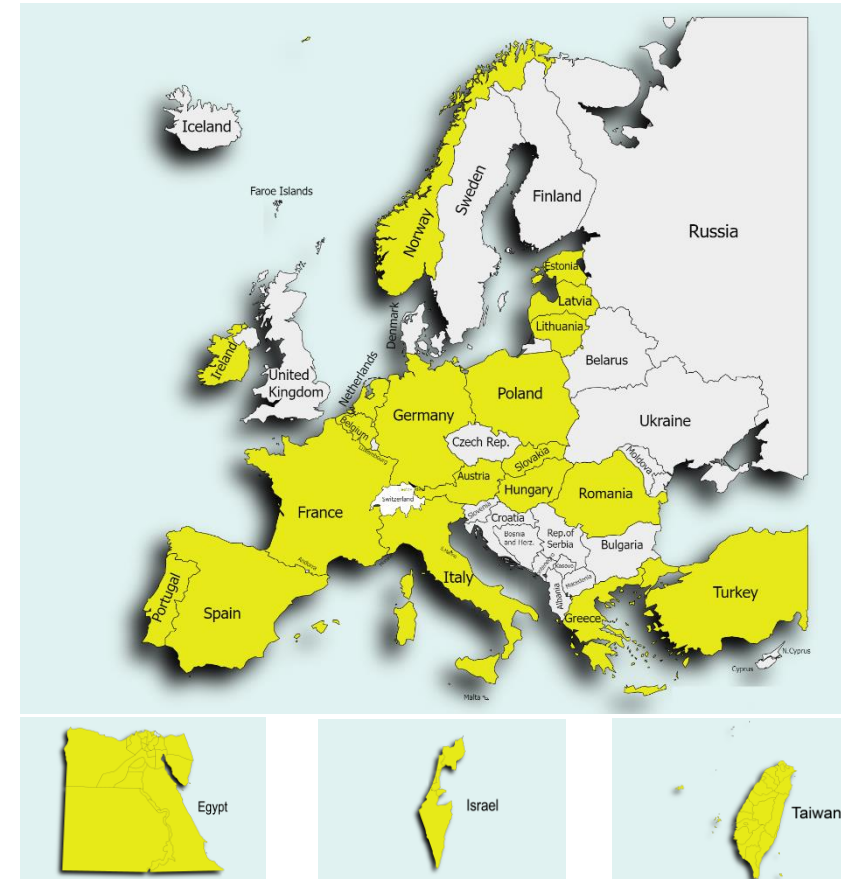 Iceland
Faroe Islands
Norway
Sweden
Finland
Russia
Estonia
Latvia
Lithuania
Denmark
Belarus
Ireland
United
Kingdom
Netherlands
Belgium
Luxembourg
Germany
Poland
Czech Rep.
Ukraine
Slovakia
Moldova
Austria
Hungary
Romania
Switzerland
France
Slovenia
Croatia
Bosnia
and Herz.
Rep.of
Serbia
Bulgaria
Kosovo
Macedonia
Albania
Andorra
Italy
Portugal
Spain
Greece
Turkey
N.Cyprus
Cyprus
Malta
Egypt
Israel
Taiwan